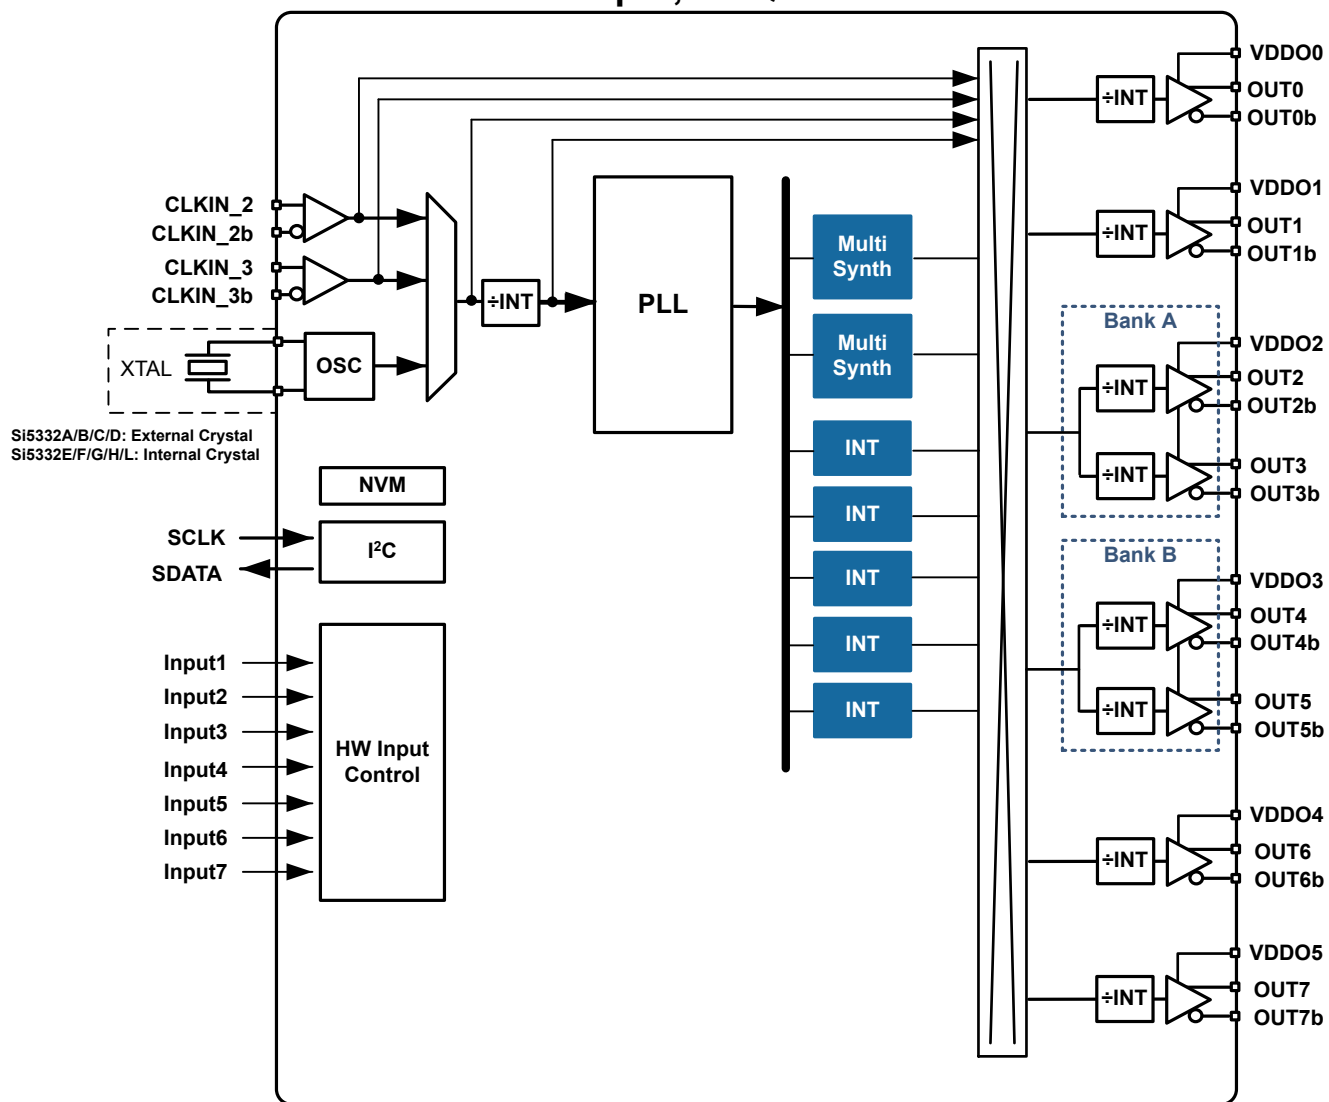 CLKIN_2
CLKIN_2b
CLKIN_3
CLKIN_3b
XTAL
OSC
Si5332A/B/C/D: External Crystal
Si5332E/F/G/H/L: Internal Crystal
NVM
SCLK
SDATA
I²C
Input1
Input2
Input3
Input4
Input5
Input6
Input7
HW Input
Control
÷INT
PLL
Multi
Synth
Multi
Synth
INT
INT
INT
INT
INT
÷INT
VDDO0
OUT0
OUT0b
÷INT
VDDO1
OUT1
OUT1b
Bank A
÷INT
÷INT
VDDO2
OUT2
OUT2b
OUT3
OUT3b
Bank B
÷INT
÷INT
VDDO3
OUT4
OUT4b
OUT5
OUT5b
÷INT
VDDO4
OUT6
OUT6b
÷INT
VDDO5
OUT7
OUT7b